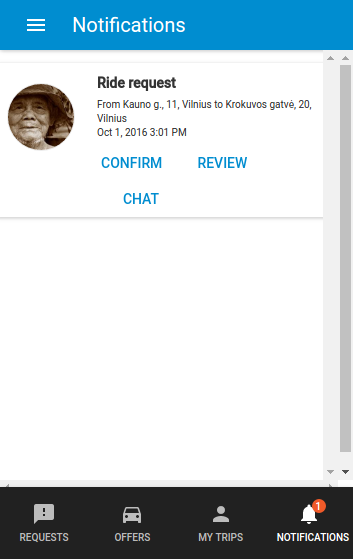 Notifications
Ride request
From Kauno g., 11, Vilnius to Krokuvos gatvė, 20,
Vilnius
Oct 1, 2016 3:01 PM
CONFIRM REVIEW
CHAT
1
REQUESTS OFFERS MY TRIPS NOTIFICATIONS